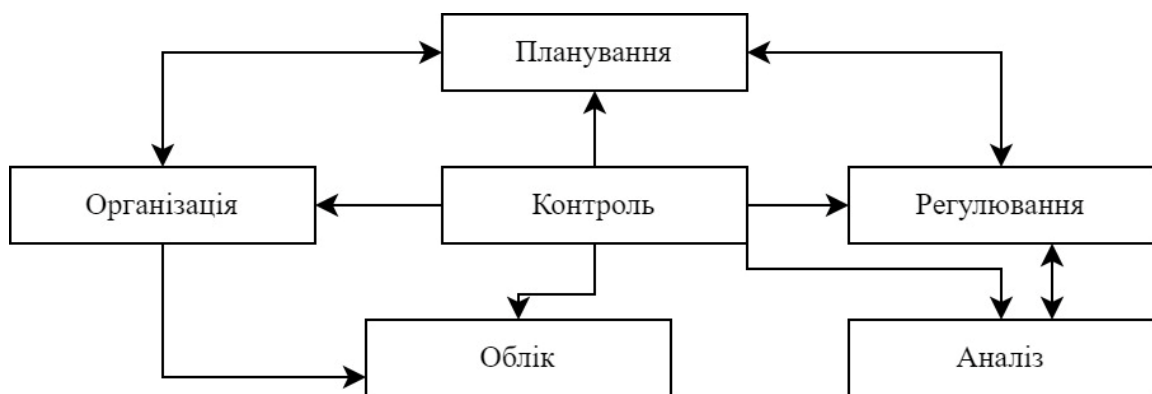 Планування
Організація
Контроль
Регулювання
Облік
Аналіз